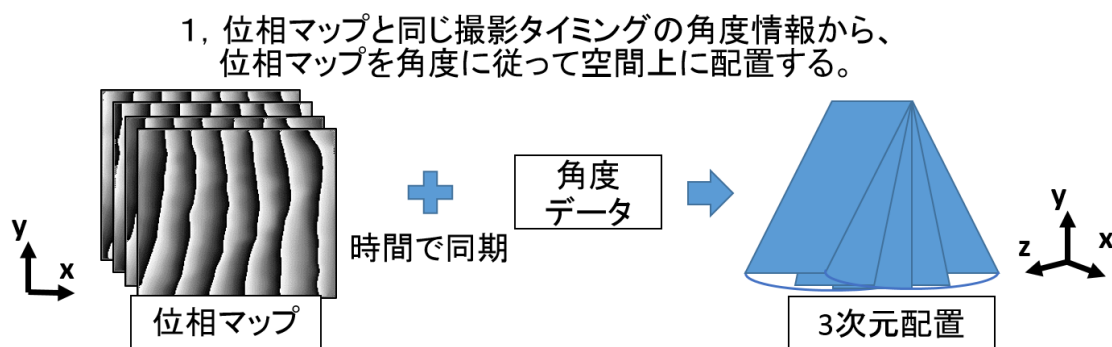 1, 位相マップと同じ撮影タイミングの角度情報から、
位相マップを角度に従って空間上に配置する。
y
x
位相マップ
時間で同期
角度
データ
3次元配置
y
z
x